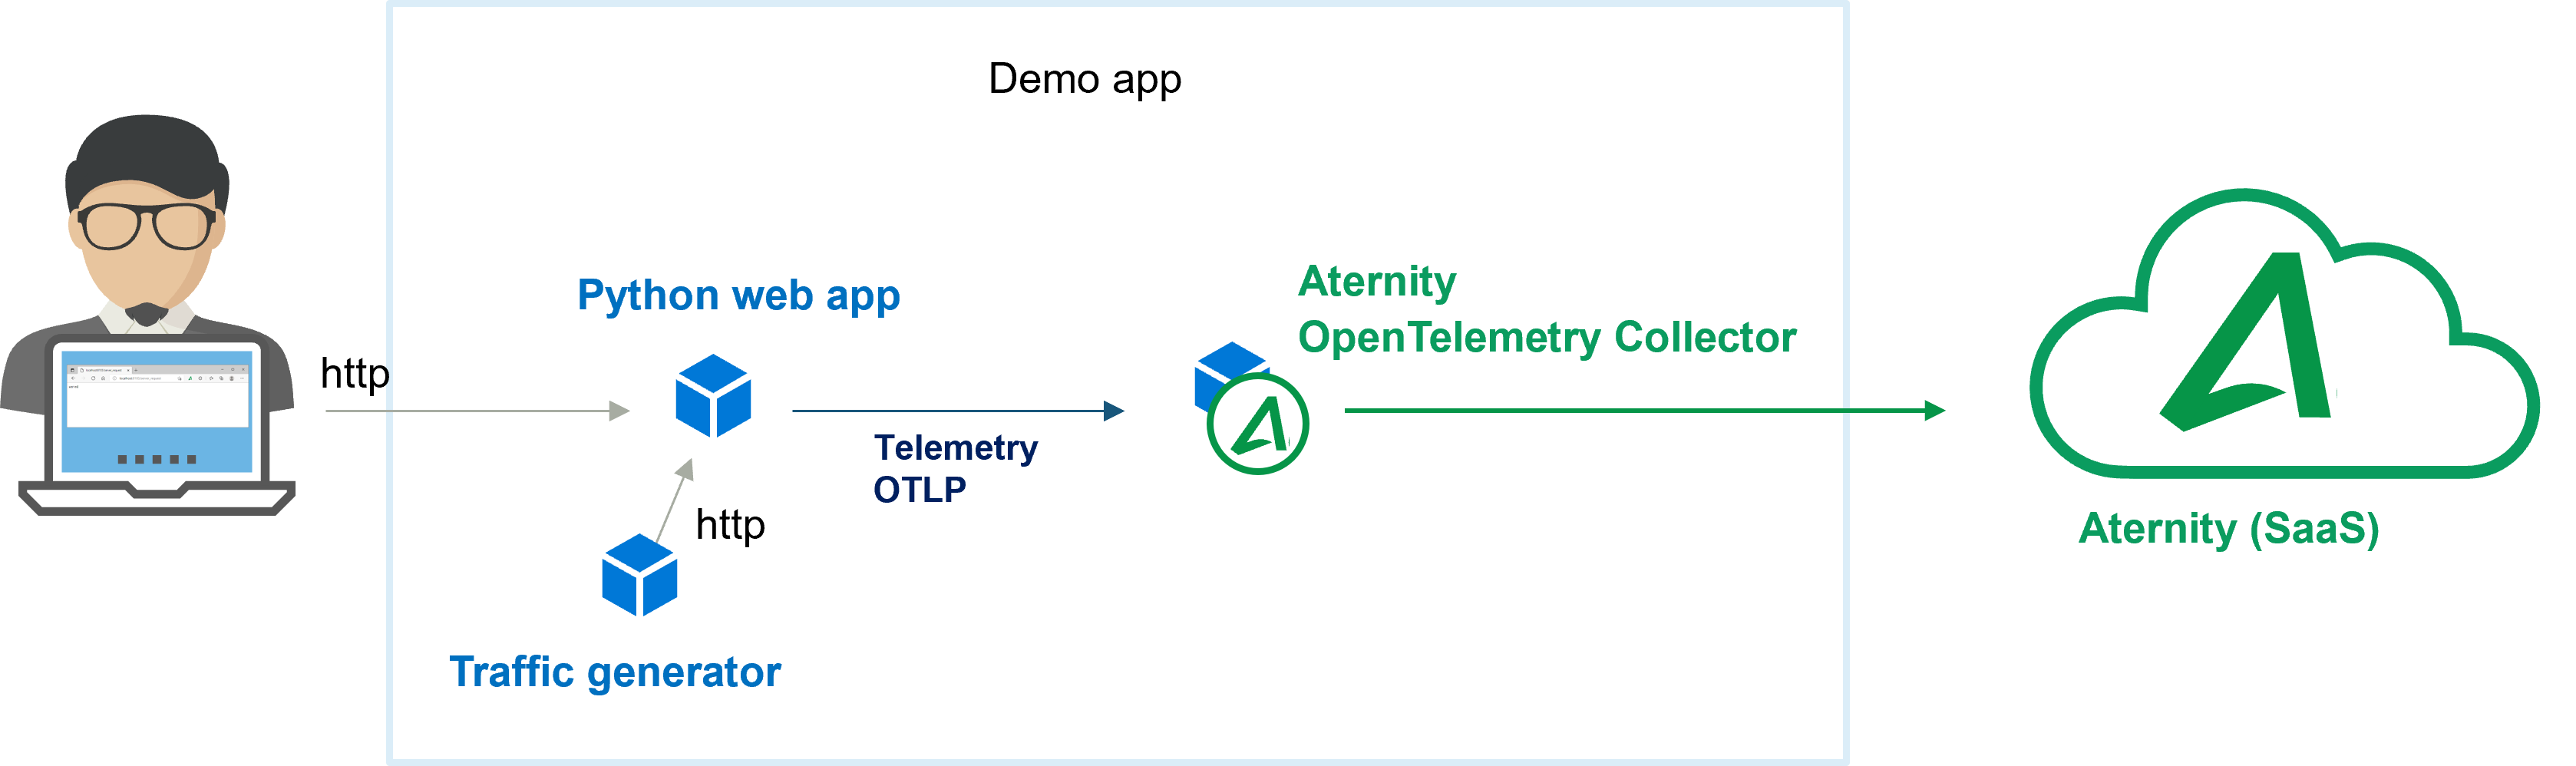 Demo app
Python web app
Aternity
OpenTelemetry Collector
http
Telemetry
OTLP
http
Traffic generator
Aternity (SaaS)